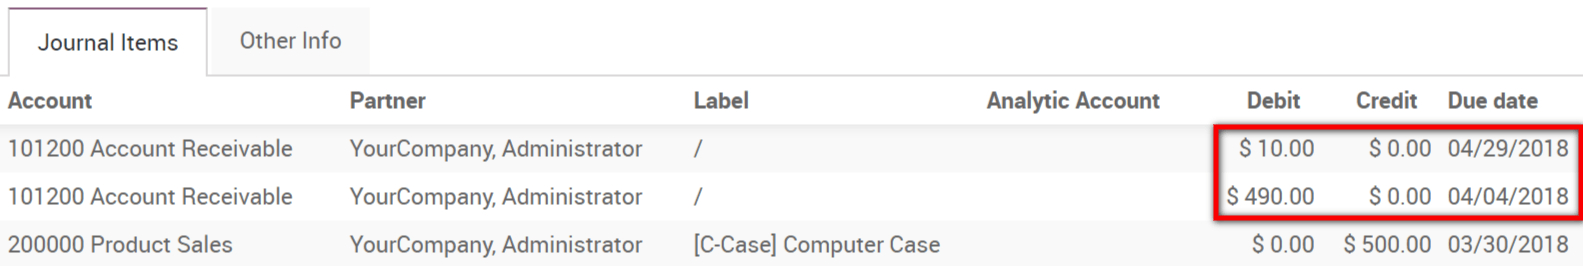 Journal Items Other Info
Account Partner Label Analytic Account Debit Credit Due date
101200 Account Receivable YourCompany, Administrator / $ 10.00 $ 0.00 04/29/2018
101200 Account Receivable YourCompany, Administrator / $ 490.00 $ 0.00 04/04/2018
200000 Product Sales YourCompany, Administrator [C-Case] Computer Case $ 0.00 $ 500.00 03/30/2018